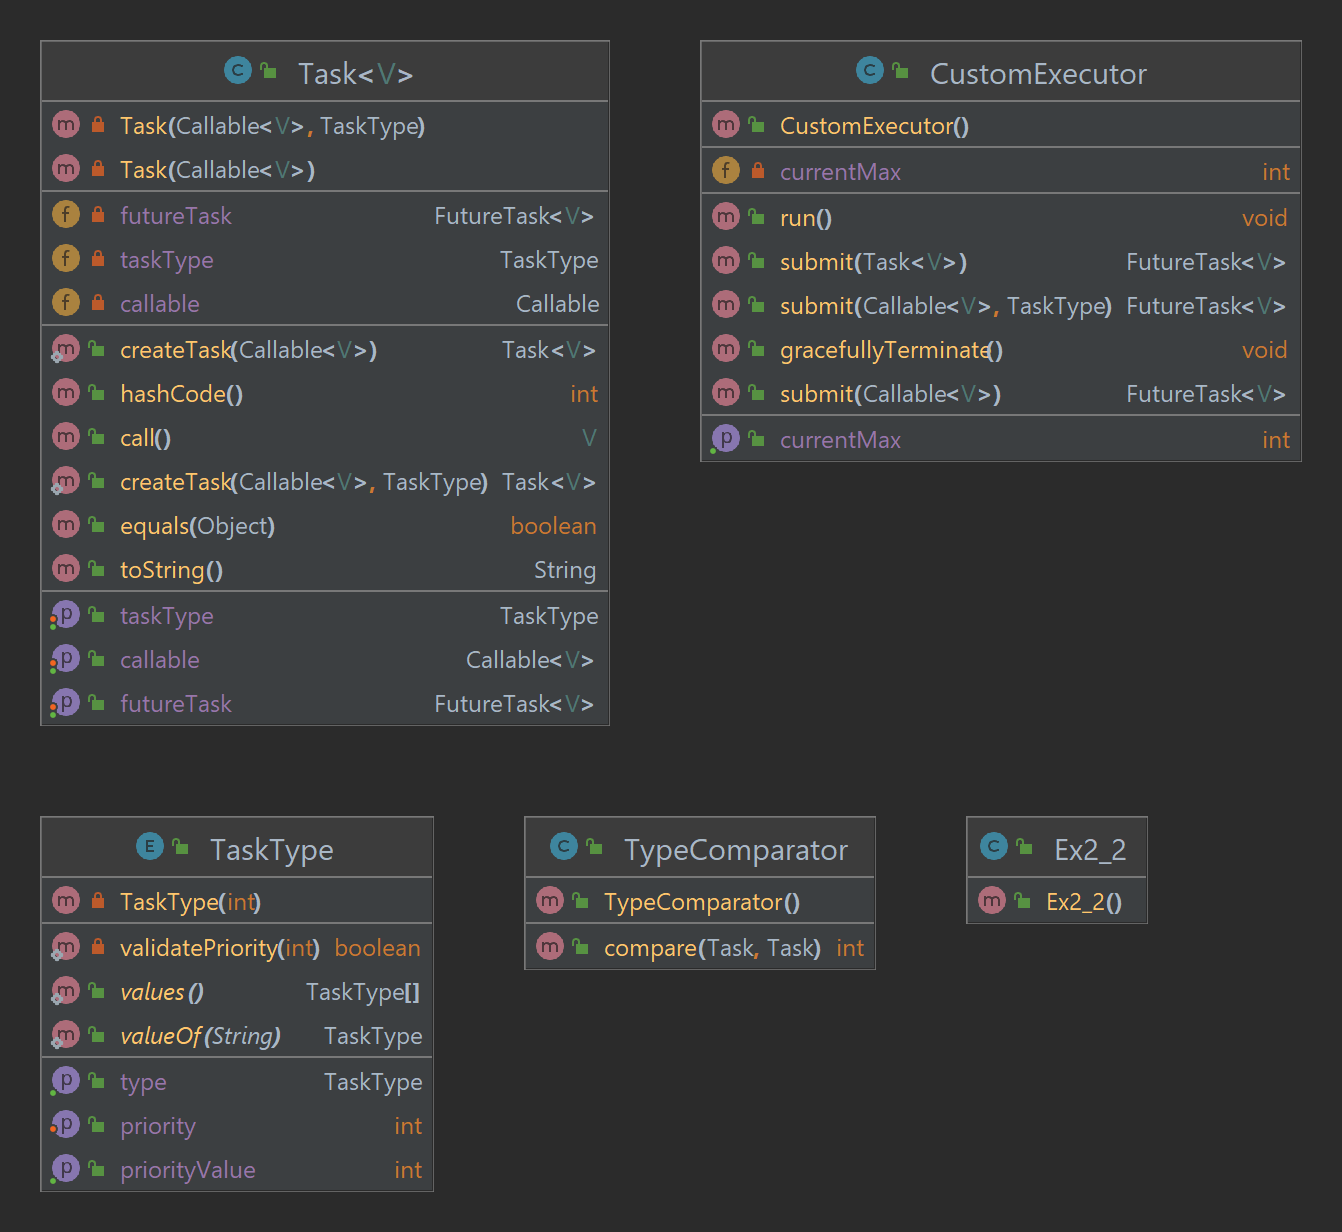 C Task<V>
m Task(Callable<V>, TaskType)
m Task(Callable<V>)
f futureTask FutureTask<V>
f taskType TaskType
f callable Callable
m createTask(Callable<V>) Task<V>
m hashCode() int
m call() V
m createTask(Callable<V>, TaskType) Task<V>
m equals(Object) boolean
m toString() String
p taskType TaskType
p callable Callable<V>
p futureTask FutureTask<V>
C CustomExecutor
m CustomExecutor()
f currentMax int
m run() void
m submit(Task<V>) FutureTask<V>
m submit(Callable<V>, TaskType) FutureTask<V>
m gracefullyTerminate() void
m submit(Callable<V>) FutureTask<V>
p currentMax int
E TaskType
m TaskType(int)
m validatePriority(int) boolean
m values() TaskType[]
m valueOf(String) TaskType
p type TaskType
p priority int
p priorityValue int
C TypeComparator
m TypeComparator()
m compare(Task, Task) int
C Ex2_2
m Ex2_2()